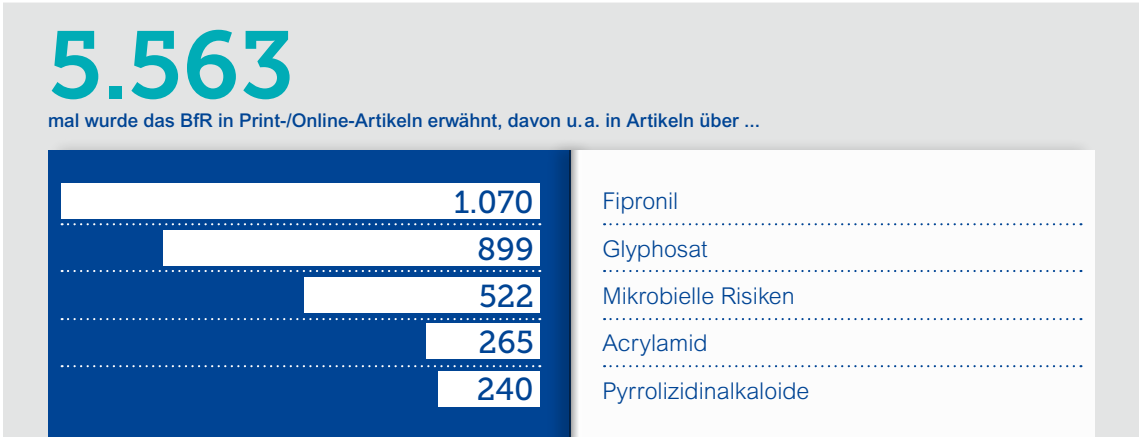 5.563
mal wurde das BfR in Print-/Online-Artikeln erwähnt, davon u. a. in Artikeln über ...
1.070 Fipronil
899 Glyphosat
522 Mikrobielle Risiken
265 Acrylamid
240 Pyrrolizidinalkaloide